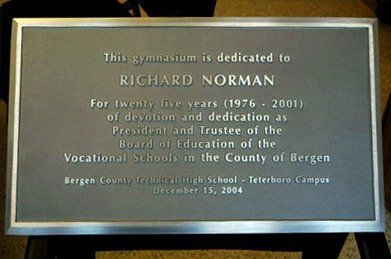 This gymnasium is dedicated to
RICHARD NORMAN
For twenty five years (1976 - 2001)
of devotion and dedication as
President and Trustee of the
Board of Education of the
Vocational Schools in the County of Bergen
Bergen County Technical High School - Teterboro Campus
December 15, 2004